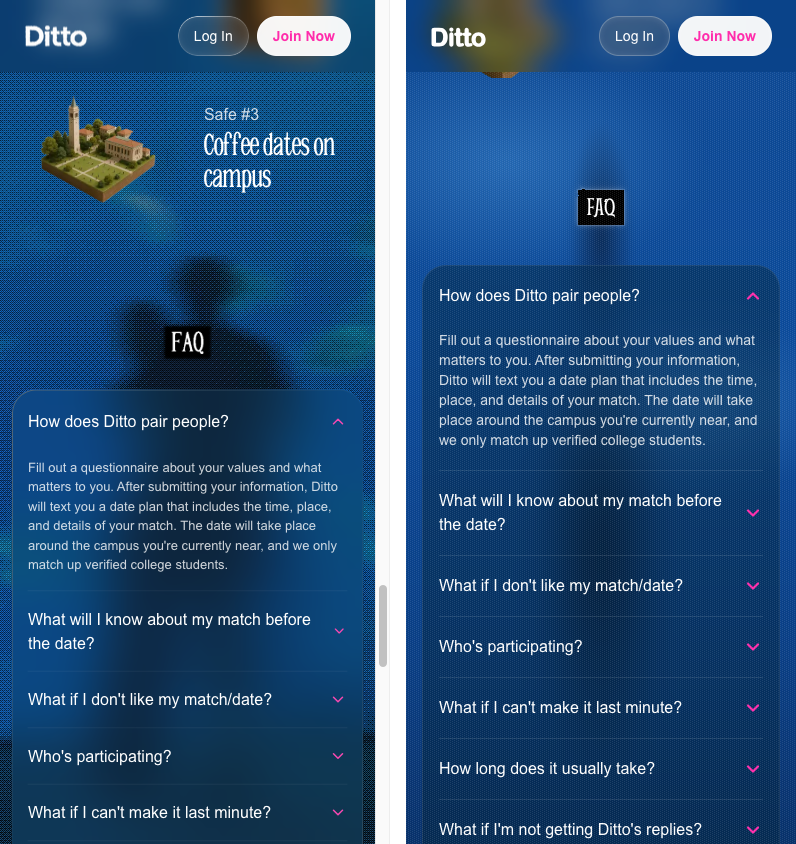 Ditto
Log In
Join Now
Safe #3
Coffee dates on
campus
FAQ
How does Ditto pair people?
Fill out a questionnaire about your values and what
matters to you. After submitting your information, Ditto
will text you a date plan that includes the time, place,
and details of your match. The date will take place
around the campus you're currently near, and we only
match up verified college students.
What will I know about my match before
the date?
What if I don't like my match/date?
Who's participating?
What if I can't make it last minute?
Ditto
Log In
Join Now
FAQ
How does Ditto pair people?
Fill out a questionnaire about your values and what
matters to you. After submitting your information,
Ditto will text you a date plan that includes the time,
place, and details of your match. The date will take
place around the campus you're currently near, and
we only match up verified college students.
What will I know about my match before
the date?
What if I don't like my match/date?
Who's participating?
What if I can't make it last minute?
How long does it usually take?
What if I'm not getting Ditto's replies?